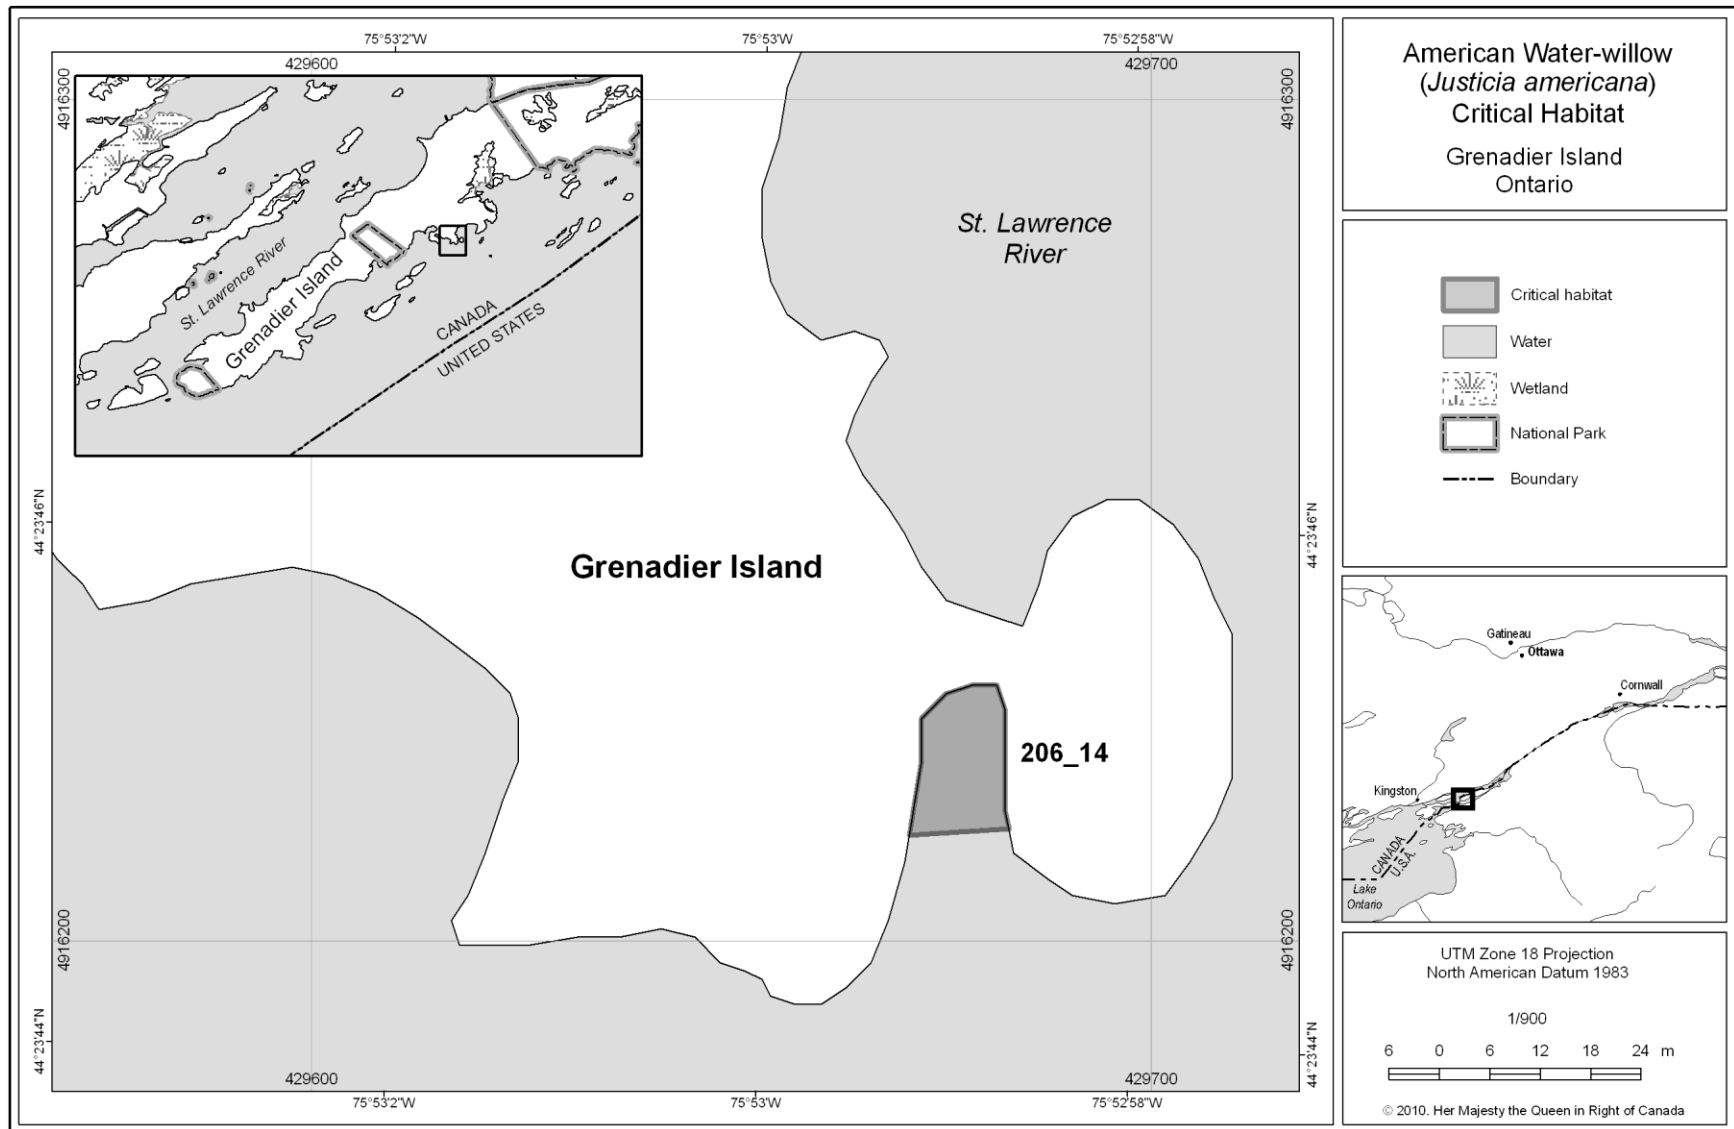 75°53'2"W
75°53'W
75°52'58"W
429600
429700
4916300
4916300
St. Lawrence
River
St. Lawrence River
Grenadier Island
CANADA
UNITED STATES
44°23'46"N
44°23'46"N
Grenadier Island
206_14
4916200
4916200
44°23'44"N
44°23'44"N
429600
429700
75°53'2"W
75°53'W
75°52'58"W
American Water-willow
(Justicia americana)
Critical Habitat
Grenadier Island
Ontario
Critical habitat
Water
Wetland
National Park
Boundary
Gatineau
Ottawa
Cornwall
Kingston
CANADA
U.S.A.
Lake
Ontario
UTM Zone 18 Projection
North American Datum 1983
1/900
6 0 6 12 18 24 m
© 2010. Her Majesty the Queen in Right of Canada